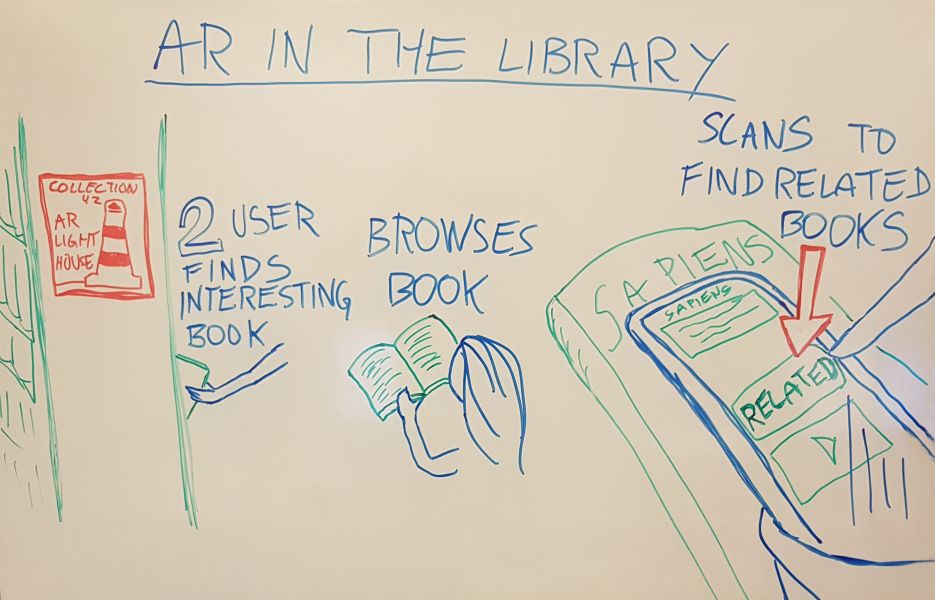 AR IN THE LIBRARY
COLLECTION
42
AR
LIGHT
HOUSE
2 USER
FINDS
INTERESTING
BOOK
BROWSES
BOOK
SCANS TO
FIND RELATED
BOOKS
SAPIENS
SAPIENS
RELATED